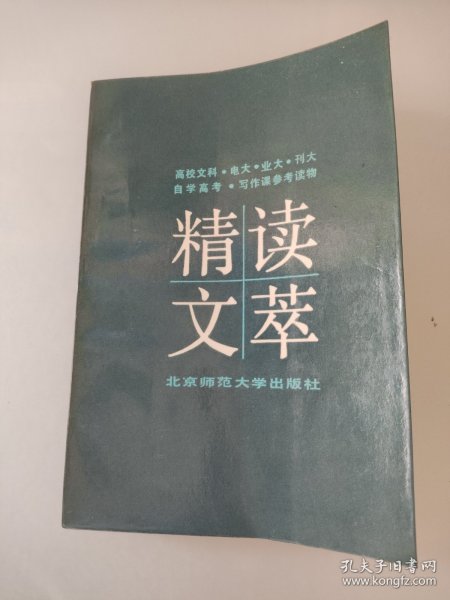 高校文科·电大·业大·刊大
自学高考·写作课参考读物
精读
文萃
北京师范大学出版社
孔夫子旧书网
www.kongfz.com